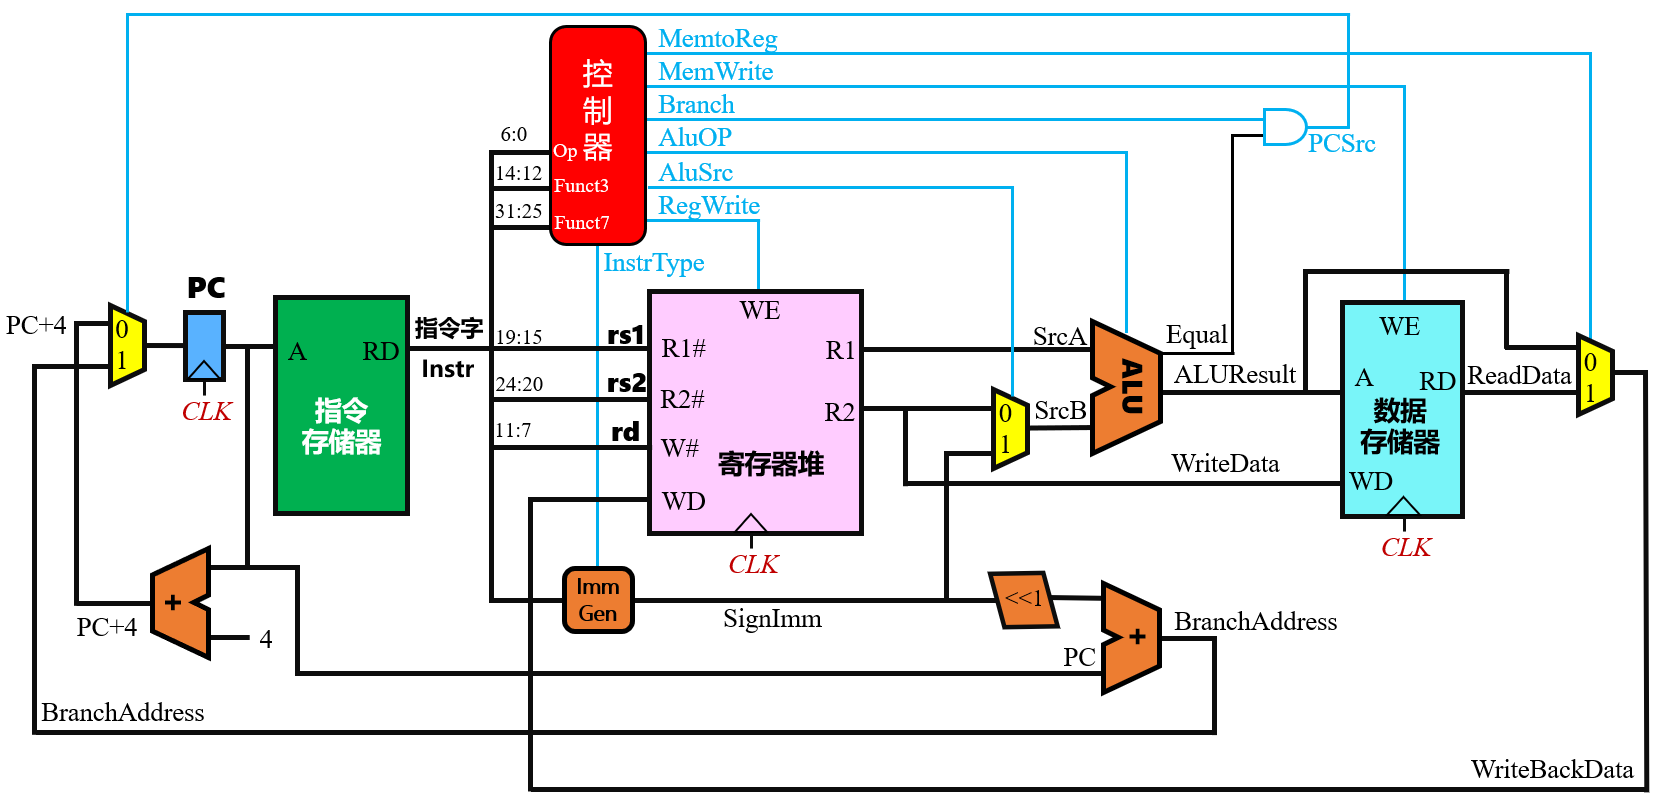 控
制
器
MemtoReg
MemWrite
Branch
AluOP
AluSrc
RegWrite
PCSrc
6:0
Op
14:12
Funct3
31:25
Funct7
InstrType
PC
PC+4
0
1
CLK
A
RD
指令
存储器
指令字
Instr
19:15
rs1
24:20
rs2
11:7
rd
WE
R1#
R1
R2#
R2
W#
寄存器堆
WD
CLK
0
1
SrcA
SrcB
ALU
Equal
ALUResult
WriteData
WE
A
RD
数据
存储器
WD
CLK
ReadData
0
1
+
PC+4
4
Imm
Gen
SignImm
<<1
PC
+
BranchAddress
BranchAddress
WriteBackData